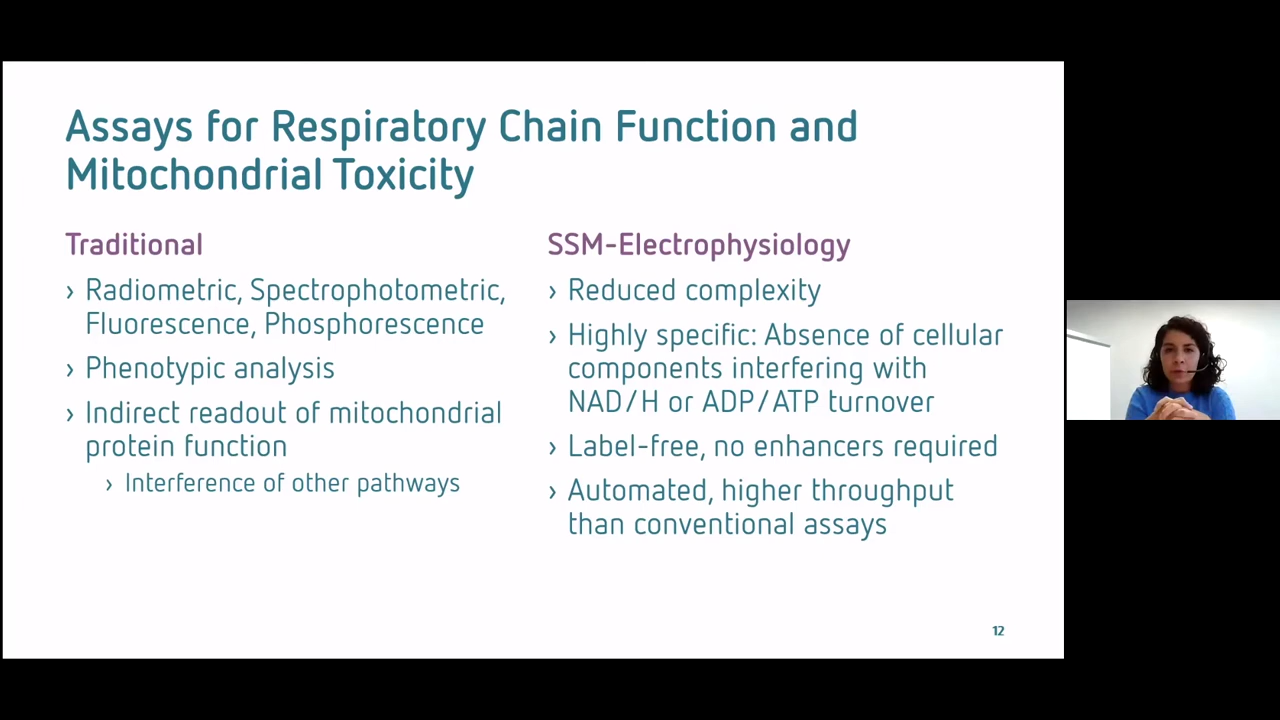 Assays for Respiratory Chain Function and
Mitochondrial Toxicity
Traditional
› Radiometric, Spectrophotometric,
Fluorescence, Phosphorescence
› Phenotypic analysis
› Indirect readout of mitochondrial
protein function
› Interference of other pathways
SSM-Electrophysiology
› Reduced complexity
› Highly specific: Absence of cellular
components interfering with
NAD/H or ADP/ATP turnover
› Label-free, no enhancers required
› Automated, higher throughput
than conventional assays
12